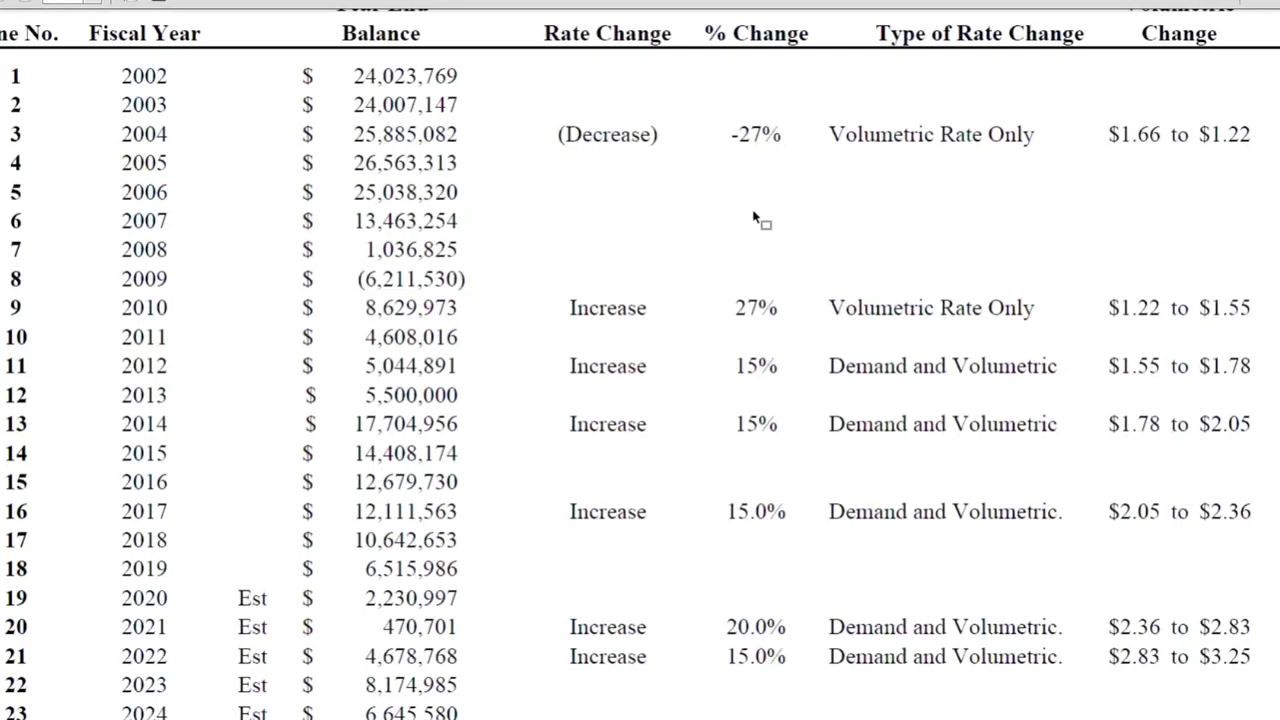 ne No. Fiscal Year Balance Rate Change % Change Type of Rate Change Change
1 2002 $ 24,023,769
2 2003 $ 24,007,147
3 2004 $ 25,885,082 (Decrease) -27% Volumetric Rate Only $1.66 to $1.22
4 2005 $ 26,563,313
5 2006 $ 25,038,320
6 2007 $ 13,463,254
7 2008 $ 1,036,825
8 2009 $ (6,211,530)
9 2010 $ 8,629,973 Increase 27% Volumetric Rate Only $1.22 to $1.55
10 2011 $ 4,608,016
11 2012 $ 5,044,891 Increase 15% Demand and Volumetric $1.55 to $1.78
12 2013 $ 5,500,000
13 2014 $ 17,704,956 Increase 15% Demand and Volumetric $1.78 to $2.05
14 2015 $ 14,408,174
15 2016 $ 12,679,730
16 2017 $ 12,111,563 Increase 15.0% Demand and Volumetric. $2.05 to $2.36
17 2018 $ 10,642,653
18 2019 $ 6,515,986
19 2020 Est $ 2,230,997
20 2021 Est $ 470,701 Increase 20.0% Demand and Volumetric. $2.36 to $2.83
21 2022 Est $ 4,678,768 Increase 15.0% Demand and Volumetric. $2.83 to $3.25
22 2023 Est $ 8,174,985
23 2024 Est $ 6,645,580